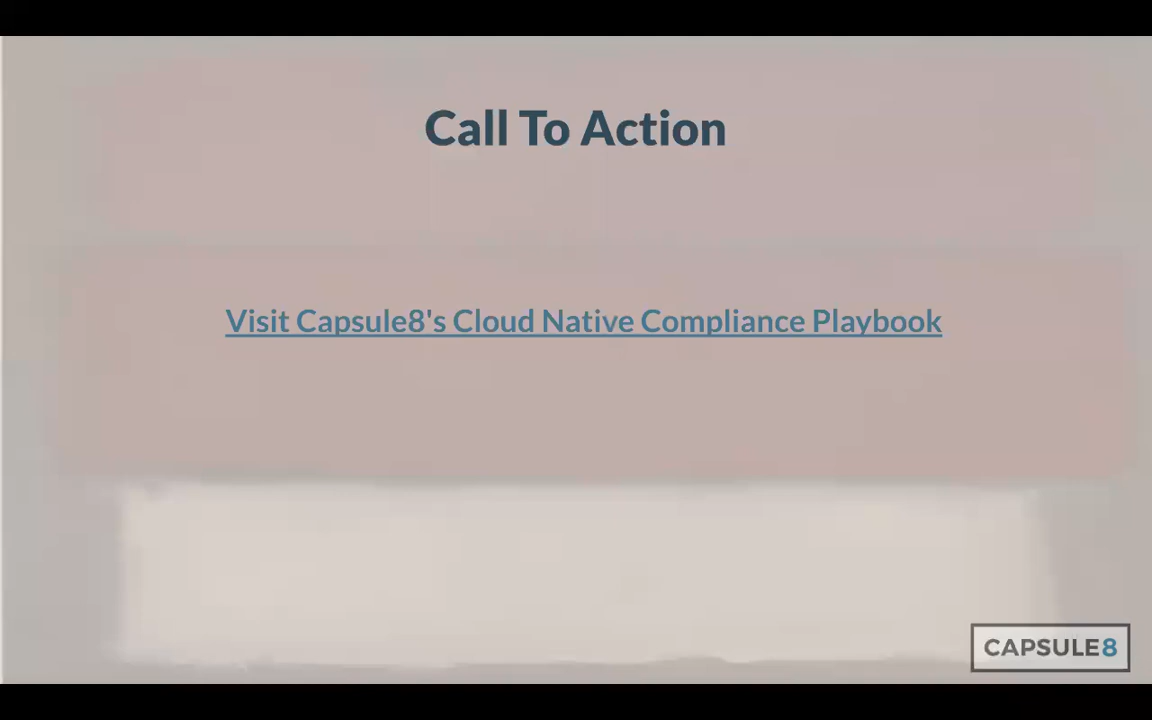 Call To Action
Visit Capsule8's Cloud Native Compliance Playbook
CAPSULE8